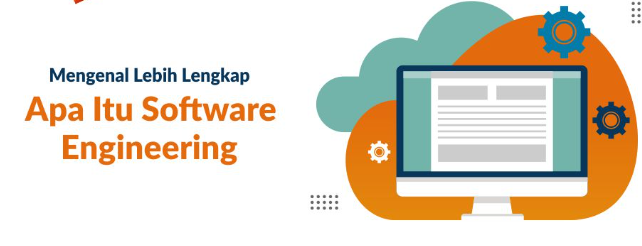 Mengenal Lebih Lengkap
Apa Itu Software
Engineering